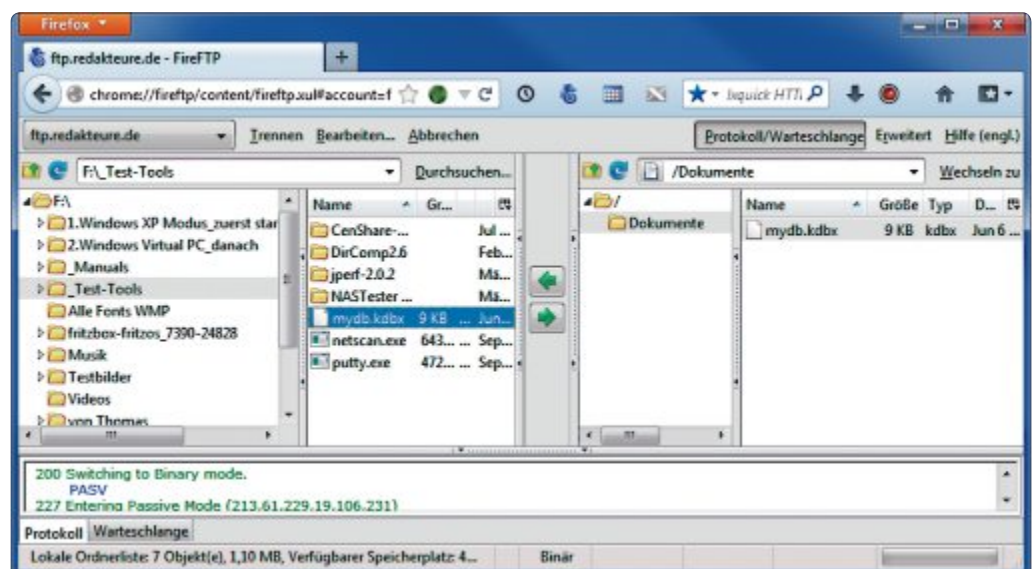 Firefox
ftp.redakteure.de - FireFTP +
chrome://fireftp/content/fireftp.xul#account=f Ixquick HTTI
ftp.redakteure.de Trennen Bearbeiten... Abbrechen Protokoll/Warteschlange Erweitert Hilfe (engl.)
F:\_Test-Tools Durchsuchen... /Dokumente Wechseln zu
F:\
1.Windows XP Modus_zuerst star
2.Windows Virtual PC_danach
_Manuals
_Test-Tools
Alle Fonts WMP
fritzbox-fritzos_7390-24828
Musik
Testbilder
Videos
von Thomas
Name Gr...
CenShare-... Jul ...
DirComp2.6 Feb...
jperf-2.0.2 Mä...
NASTester ... Mä...
mydb.kdbx 9 KB ... Jun...
netscan.exe 643... ... Sep...
putty.exe 472... ... Sep...
/
Dokumente
Name Größe Typ D...
mydb.kdbx 9 KB kdbx Jun 6 ...
200 Switching to Binary mode.
PASV
227 Entering Passive Mode (213.61.229.19.106.231)
Protokoll Warteschlange
Lokale Ordnerliste: 7 Objekt(e), 1,10 MB, Verfügbarer Speicherplatz: 4... Binär